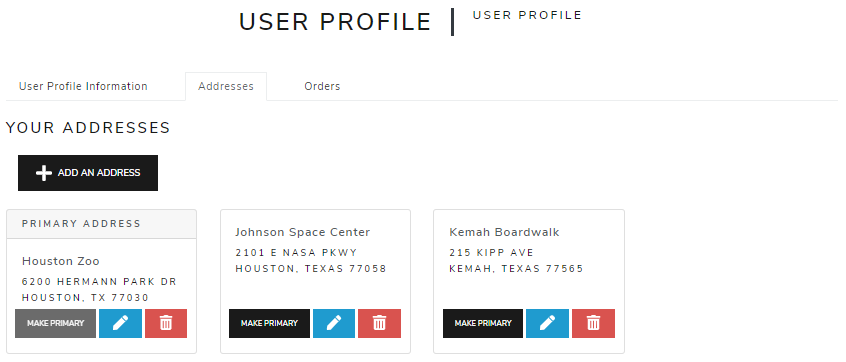 USER PROFILE
USER PROFILE
User Profile Information
Addresses
Orders
YOUR ADDRESSES
ADD AN ADDRESS
PRIMARY ADDRESS
Houston Zoo
6200 HERMANN PARK DR
HOUSTON, TX 77030
MAKE PRIMARY
Johnson Space Center
2101 E NASA PKWY
HOUSTON, TEXAS 77058
MAKE PRIMARY
Kemah Boardwalk
215 KIPP AVE
KEMAH, TEXAS 77565
MAKE PRIMARY